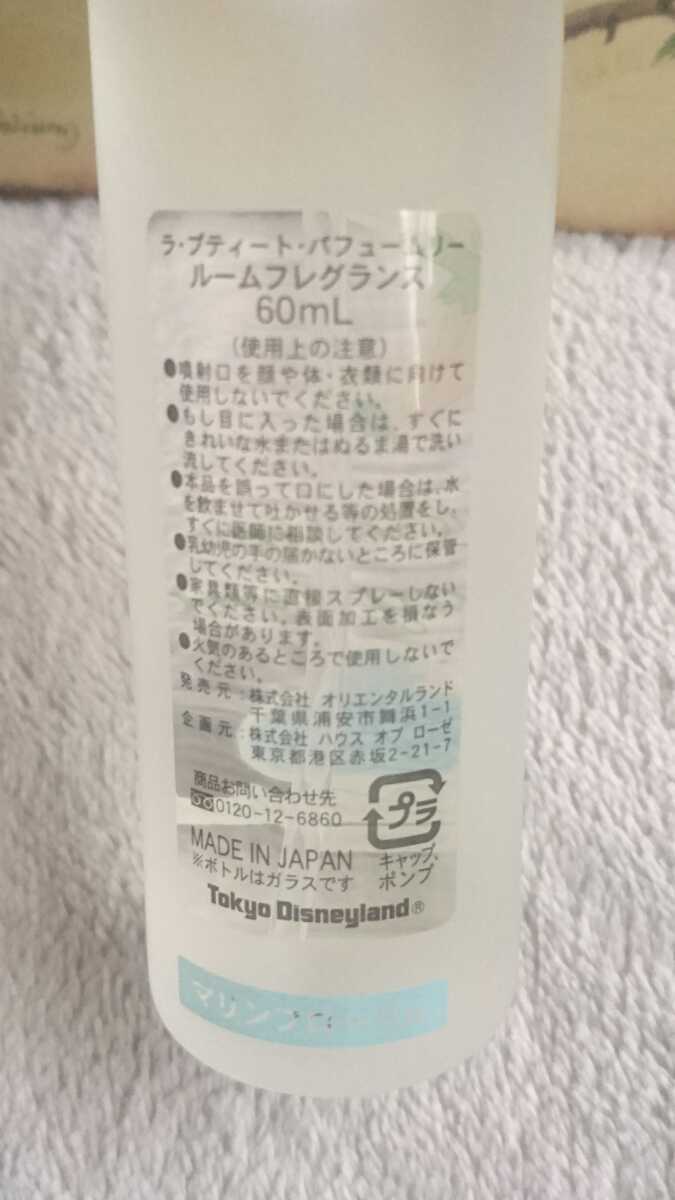 ラ・プティート・パフュームリー
ルームフレグランス
60mL
(使用上の注意)
●噴射口を顔や体・衣類に向けて
使用しないでください。
●もし目に入った場合は、すぐに
きれいな水またはぬるま湯で洗い
流してください。
●本品を誤って口にした場合は、水
を飲ませて吐かせる等の処置をし、
すぐに医師に相談してください。
●乳幼児の手の届かないところに保管
してください。
●家具類等に直接スプレーしない
でください。表面加工を損なう
場合があります。
●火気のあるところで使用しないで
ください。
発売元:株式会社 オリエンタルランド
千葉県浦安市舞浜1-1
企画元:株式会社 ハウス オブ ローゼ
東京都港区赤坂2-21-7
商品お問い合わせ先
0120-12-6860
プラ
キャップ、
ポンプ
MADE IN JAPAN
※ボトルはガラスです
Tokyo Disneyland®
マリンフ